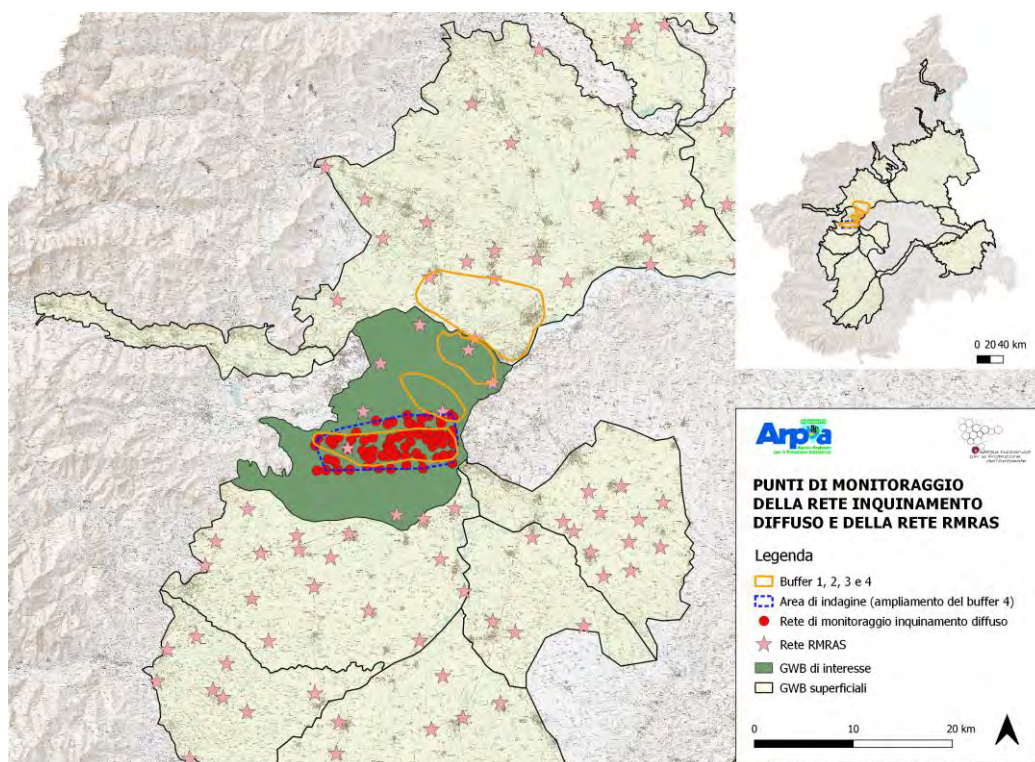 0 20 40 km
Arpa
PUNTI DI MONITORAGGIO
DELLA RETE INQUINAMENTO
DIFFUSO E DELLA RETE RMRAS
Legenda
Buffer 1, 2, 3 e 4
Area di indagine (ampliamento del buffer 4)
Rete di monitoraggio inquinamento diffuso
Rete RMRAS
GWB di interesse
GWB superficiali
0 10 20 km